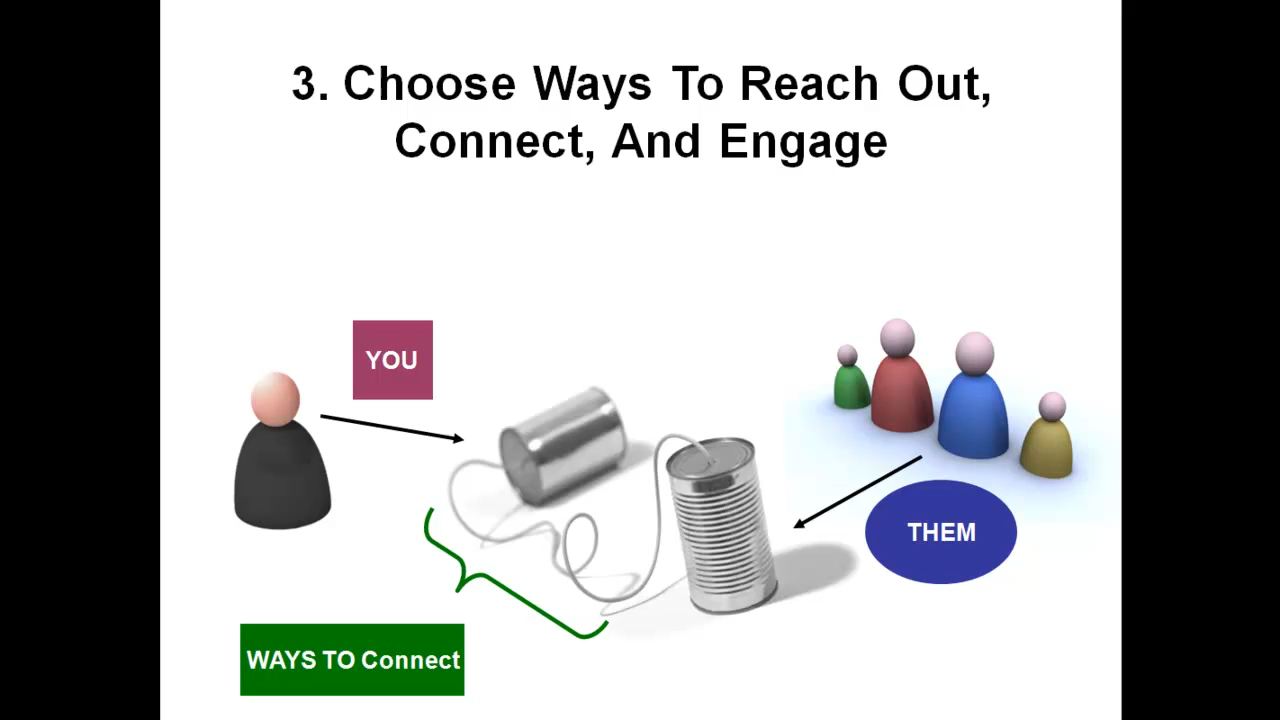 3. Choose Ways To Reach Out,
Connect, And Engage
YOU
THEM
WAYS TO Connect